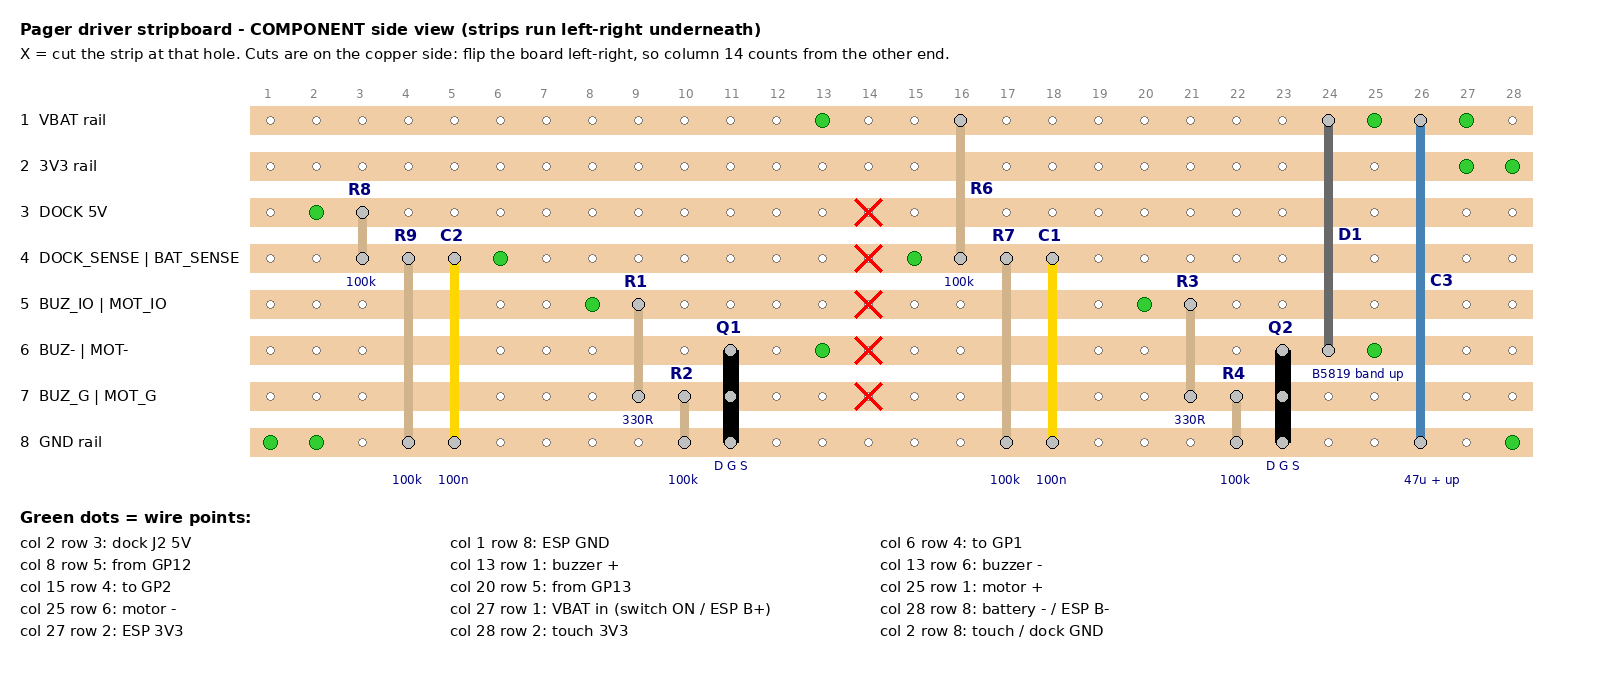 Pager driver stripboard - COMPONENT side view (strips run left-right underneath)
X = cut the strip at that hole. Cuts are on the copper side: flip the board left-right, so column 14 counts from the other end.
1 2 3 4 5 6 7 8 9 10 11 12 13 14 15 16 17 18 19 20 21 22 23 24 25 26 27 28
1 VBAT rail
2 3V3 rail
R8 R6
3 DOCK 5V
R9 C2 R7 C1 D1
4 DOCK_SENSE | BAT_SENSE
100k R1 100k R3 C3
5 BUZ_IO | MOT_IO
Q1 Q2
6 BUZ- | MOT-
R2 R4 B5819 band up
7 BUZ_G | MOT_G
330R 330R
8 GND rail
D G S D G S
100k 100n 100k 100k 100n 100k 47u + up
Green dots = wire points:
col 2 row 3: dock J2 5V col 1 row 8: ESP GND col 6 row 4: to GP1
col 8 row 5: from GP12 col 13 row 1: buzzer + col 13 row 6: buzzer -
col 15 row 4: to GP2 col 20 row 5: from GP13 col 25 row 1: motor +
col 25 row 6: motor - col 27 row 1: VBAT in (switch ON / ESP B+) col 28 row 8: battery - / ESP B-
col 27 row 2: ESP 3V3 col 28 row 2: touch 3V3 col 2 row 8: touch / dock GND